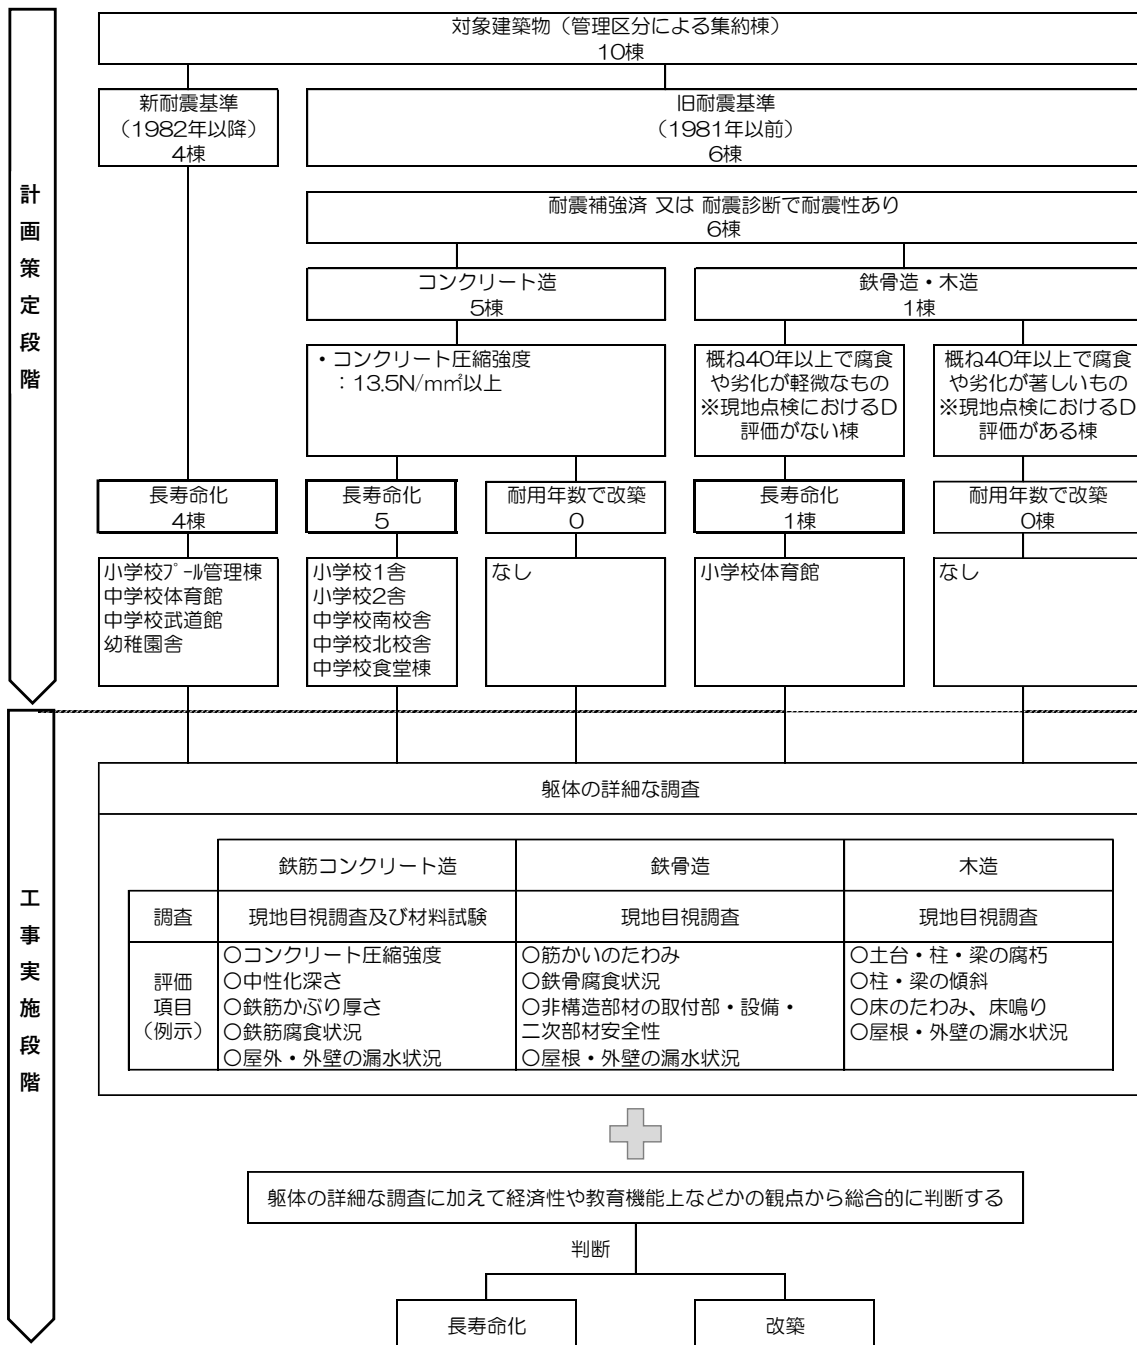 計画策定段階
対象建築物（管理区分による集約棟）
10棟
新耐震基準
（1982年以降）
4棟
旧耐震基準
（1981年以前）
6棟
耐震補強済 又は 耐震診断で耐震性あり
6棟
コンクリート造
5棟
鉄骨造・木造
1棟
・コンクリート圧縮強度
：13.5N/m㎡以上
概ね40年以上で腐食
や劣化が軽微なもの
※現地点検におけるD
評価がない棟
概ね40年以上で腐食
や劣化が著しいもの
※現地点検におけるD
評価がある棟
長寿命化
4棟
長寿命化
5
耐用年数で改築
0
長寿命化
1棟
耐用年数で改築
0棟
小学校プール管理棟
中学校体育館
中学校武道館
幼稚園舎
小学校1舎
小学校2舎
中学校南校舎
中学校北校舎
中学校食堂棟
なし
小学校体育館
なし
工事実施段階
躯体の詳細な調査
鉄筋コンクリート造
鉄骨造
木造
調査
現地目視調査及び材料試験
現地目視調査
現地目視調査
評価
項目
（例示）
○コンクリート圧縮強度
○中性化深さ
○鉄筋かぶり厚さ
○鉄筋腐食状況
○屋外・外壁の漏水状況
○筋かいのたわみ
○鉄骨腐食状況
○非構造部材の取付部・設備・
二次部材安全性
○屋根・外壁の漏水状況
○土台・柱・梁の腐朽
○柱・梁の傾斜
○床のたわみ、床鳴り
○屋根・外壁の漏水状況
躯体の詳細な調査に加えて経済性や教育機能上などかの観点から総合的に判断する
判断
長寿命化
改築